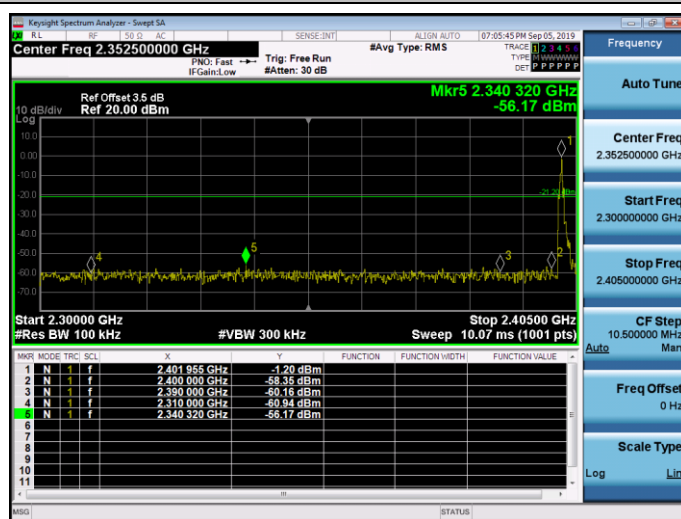 Keysight Spectrum Analyzer - Swept SA
RL RF 50 Ω AC SENSE:INT ALIGN AUTO 07:05:45 PM Sep 05, 2019
Center Freq 2.352500000 GHz
PNO: Fast
IFGain:Low
Trig: Free Run
#Atten: 30 dB
#Avg Type: RMS
TRACE 1 2 3 4 5 6
TYPE M WWWWW
DET P P P P P P
Mkr5 2.340 320 GHz
-56.17 dBm
Ref Offset 3.5 dB
10 dB/div Ref 20.00 dBm
Log
10.0
0.00
-10.0
-20.0
-30.0
-40.0
-50.0
-60.0
-70.0
1
-21.20 dBm
4
5
3
2
Start 2.30000 GHz Stop 2.40500 GHz
#Res BW 100 kHz #VBW 300 kHz Sweep 10.07 ms (1001 pts)
MKR MODE TRC SCL X Y FUNCTION FUNCTION WIDTH FUNCTION VALUE
1 N 1 f 2.401 955 GHz -1.20 dBm
2 N 1 f 2.400 000 GHz -58.35 dBm
3 N 1 f 2.390 000 GHz -60.16 dBm
4 N 1 f 2.310 000 GHz -60.94 dBm
5 N 1 f 2.340 320 GHz -56.17 dBm
6
7
8
9
10
11
MSG STATUS
Frequency
Auto Tune
Center Freq
2.352500000 GHz
Start Freq
2.300000000 GHz
Stop Freq
2.405000000 GHz
CF Step
10.500000 MHz
Auto Man
Freq Offset
0 Hz
Scale Type
Log Lin